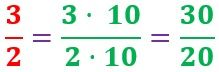 3/2 = 3 · 10/2 · 10 = 30/20